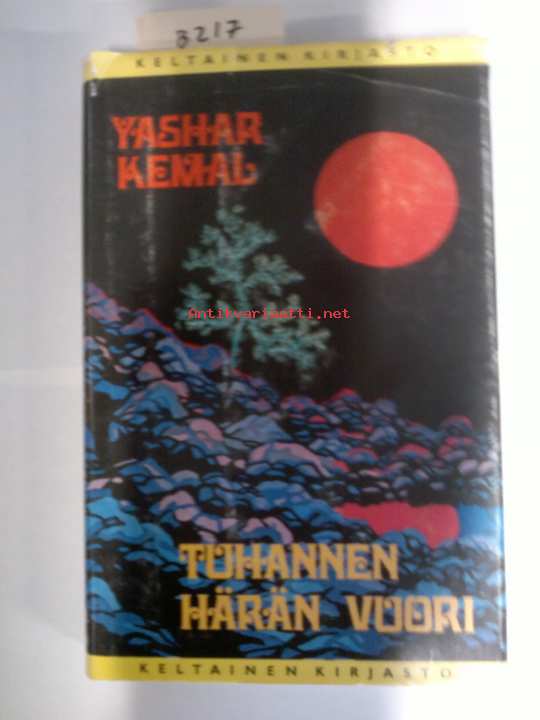 3217
KELTAINEN KIRJASTO
YASHAR
KEMAL
Antikvariaatti.net
TUHANNEN
HÄRÄN VUORI
KELTAINEN KIRJASTO